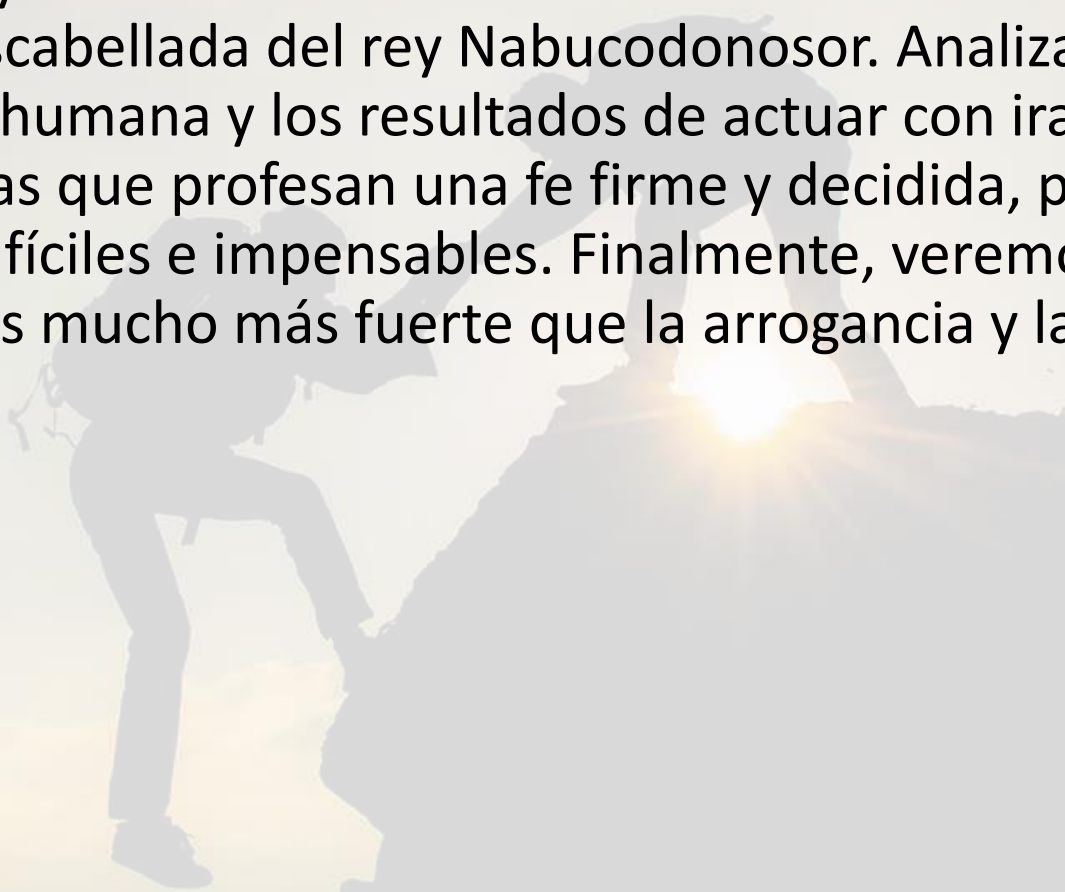 scabellada del rey Nabucodonosor. Analiza
humana y los resultados de actuar con ira
as que profesan una fe firme y decidida, p
fíciles e impensables. Finalmente, veremo
s mucho más fuerte que la arrogancia y la